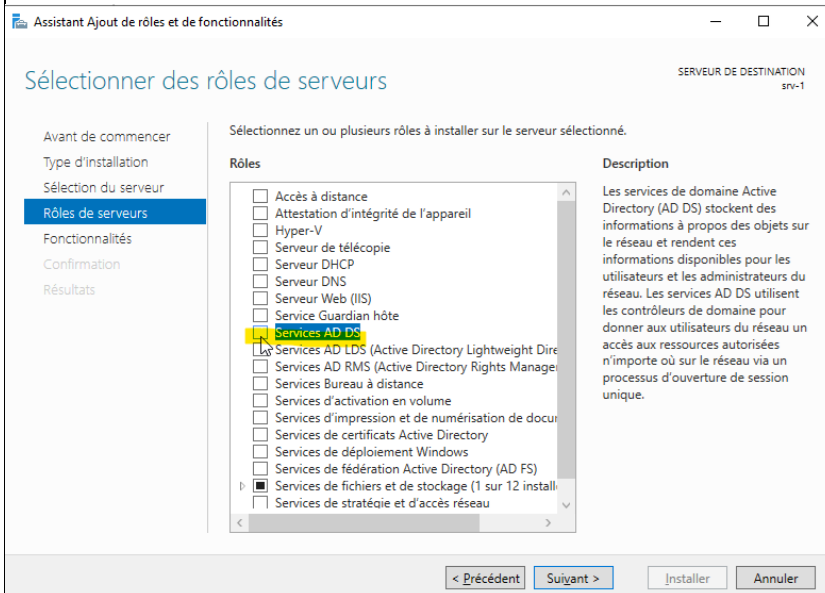 Assistant Ajout de rôles et de fonctionnalités
Sélectionner des rôles de serveurs
SERVEUR DE DESTINATION
srv-1
Avant de commencer
Type d'installation
Sélection du serveur
Rôles de serveurs
Fonctionnalités
Confirmation
Résultats
Sélectionnez un ou plusieurs rôles à installer sur le serveur sélectionné.
Rôles
Accès à distance
Attestation d'intégrité de l'appareil
Hyper-V
Serveur de télécopie
Serveur DHCP
Serveur DNS
Serveur Web (IIS)
Service Guardian hôte
Services AD DS
Services AD LDS (Active Directory Lightweight Dire
Services AD RMS (Active Directory Rights Manage
Services Bureau à distance
Services d'activation en volume
Services d'impression et de numérisation de docu
Services de certificats Active Directory
Services de déploiement Windows
Services de fédération Active Directory (AD FS)
Services de fichiers et de stockage (1 sur 12 install
Services de stratégie et d'accès réseau
Description
Les services de domaine Active
Directory (AD DS) stockent des
informations à propos des objets sur
le réseau et rendent ces
informations disponibles pour les
utilisateurs et les administrateurs du
réseau. Les services AD DS utilisent
les contrôleurs de domaine pour
donner aux utilisateurs du réseau un
accès aux ressources autorisées
n'importe où sur le réseau via un
processus d'ouverture de session
unique.
< Précédent
Suivant >
Installer
Annuler